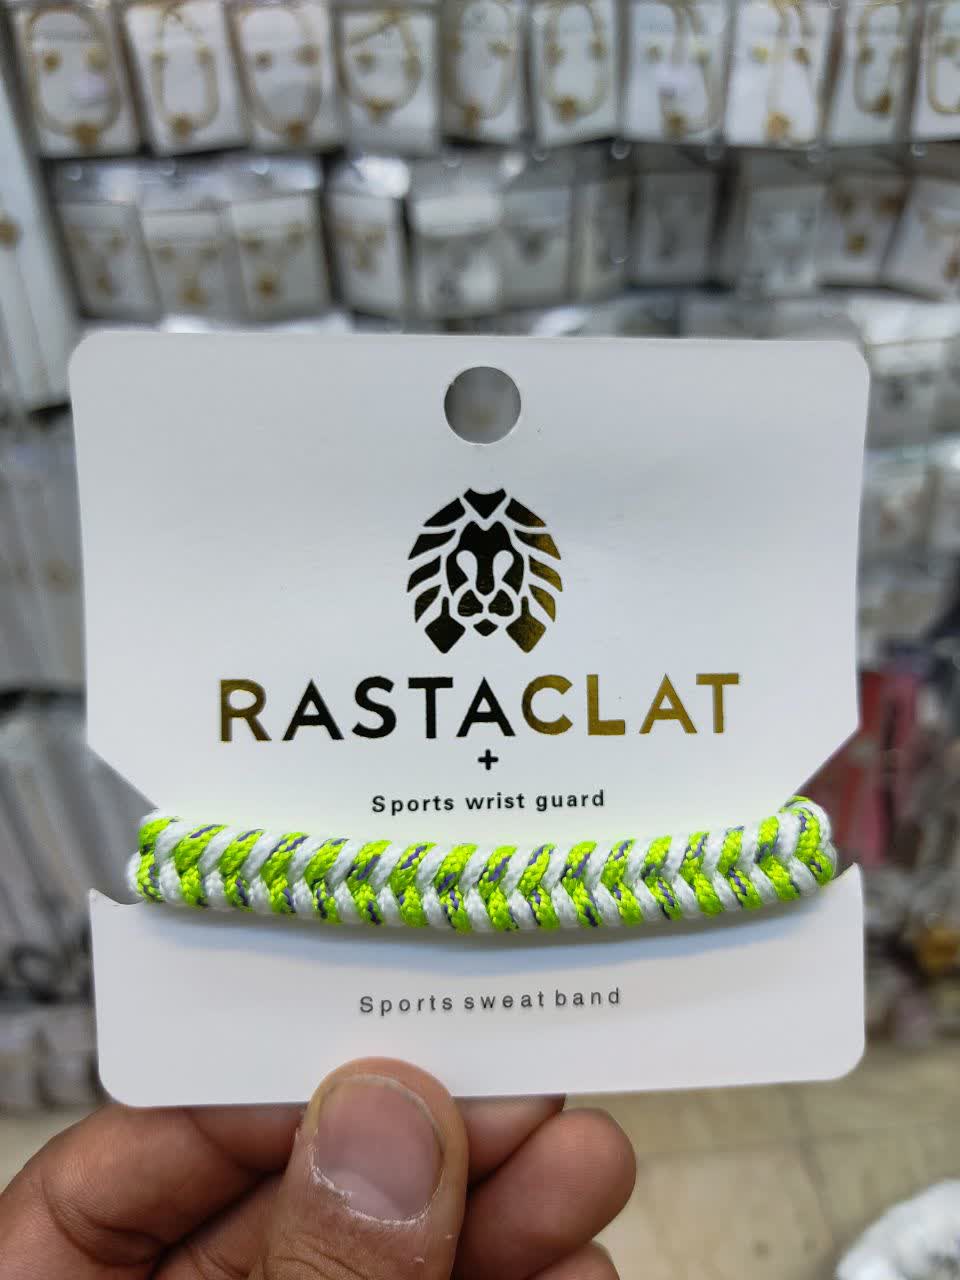 RASTACLAT
+
Sports wrist guard
Sports sweat band